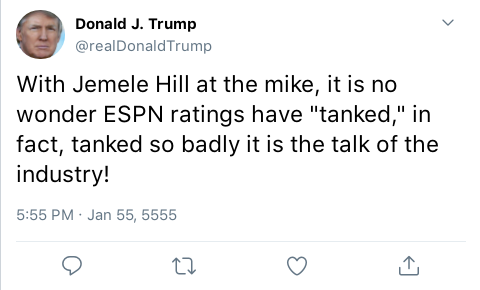 Donald J. Trump
@realDonaldTrump
With Jemele Hill at the mike, it is no
wonder ESPN ratings have "tanked," in
fact, tanked so badly it is the talk of the
industry!
5:55 PM · Jan 55, 5555